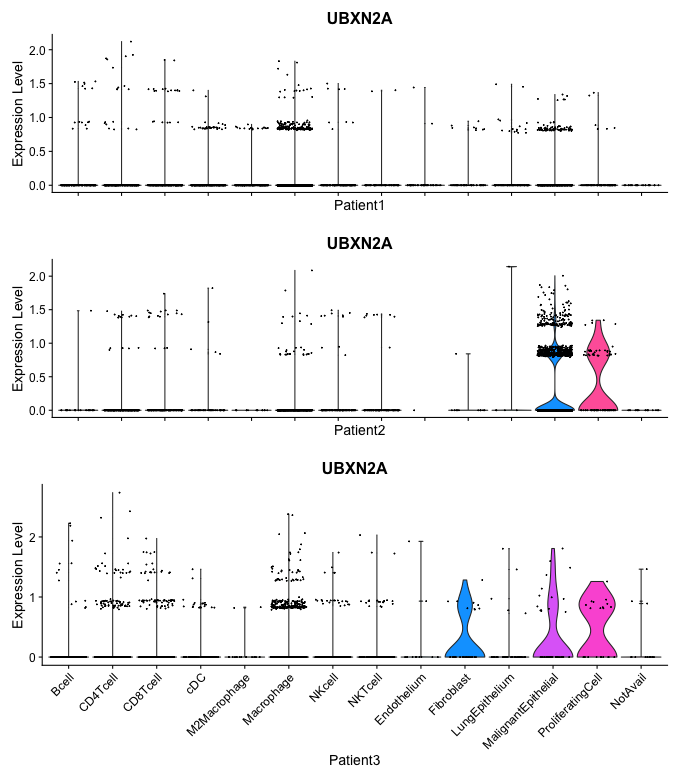 UBXN2A
Expression Level
2.0
1.5
1.0
0.5
0.0
Patient1
UBXN2A
Expression Level
2.0
1.5
1.0
0.5
0.0
Patient2
UBXN2A
Expression Level
2
1
0
Bcell
CD4Tcell
CD8Tcell
cDC
M2Macrophage
Macrophage
NKcell
NKTcell
Endothelium
Fibroblast
LungEpithelium
MalignantEpithelial
ProliferatingCell
NotAvail
Patient3